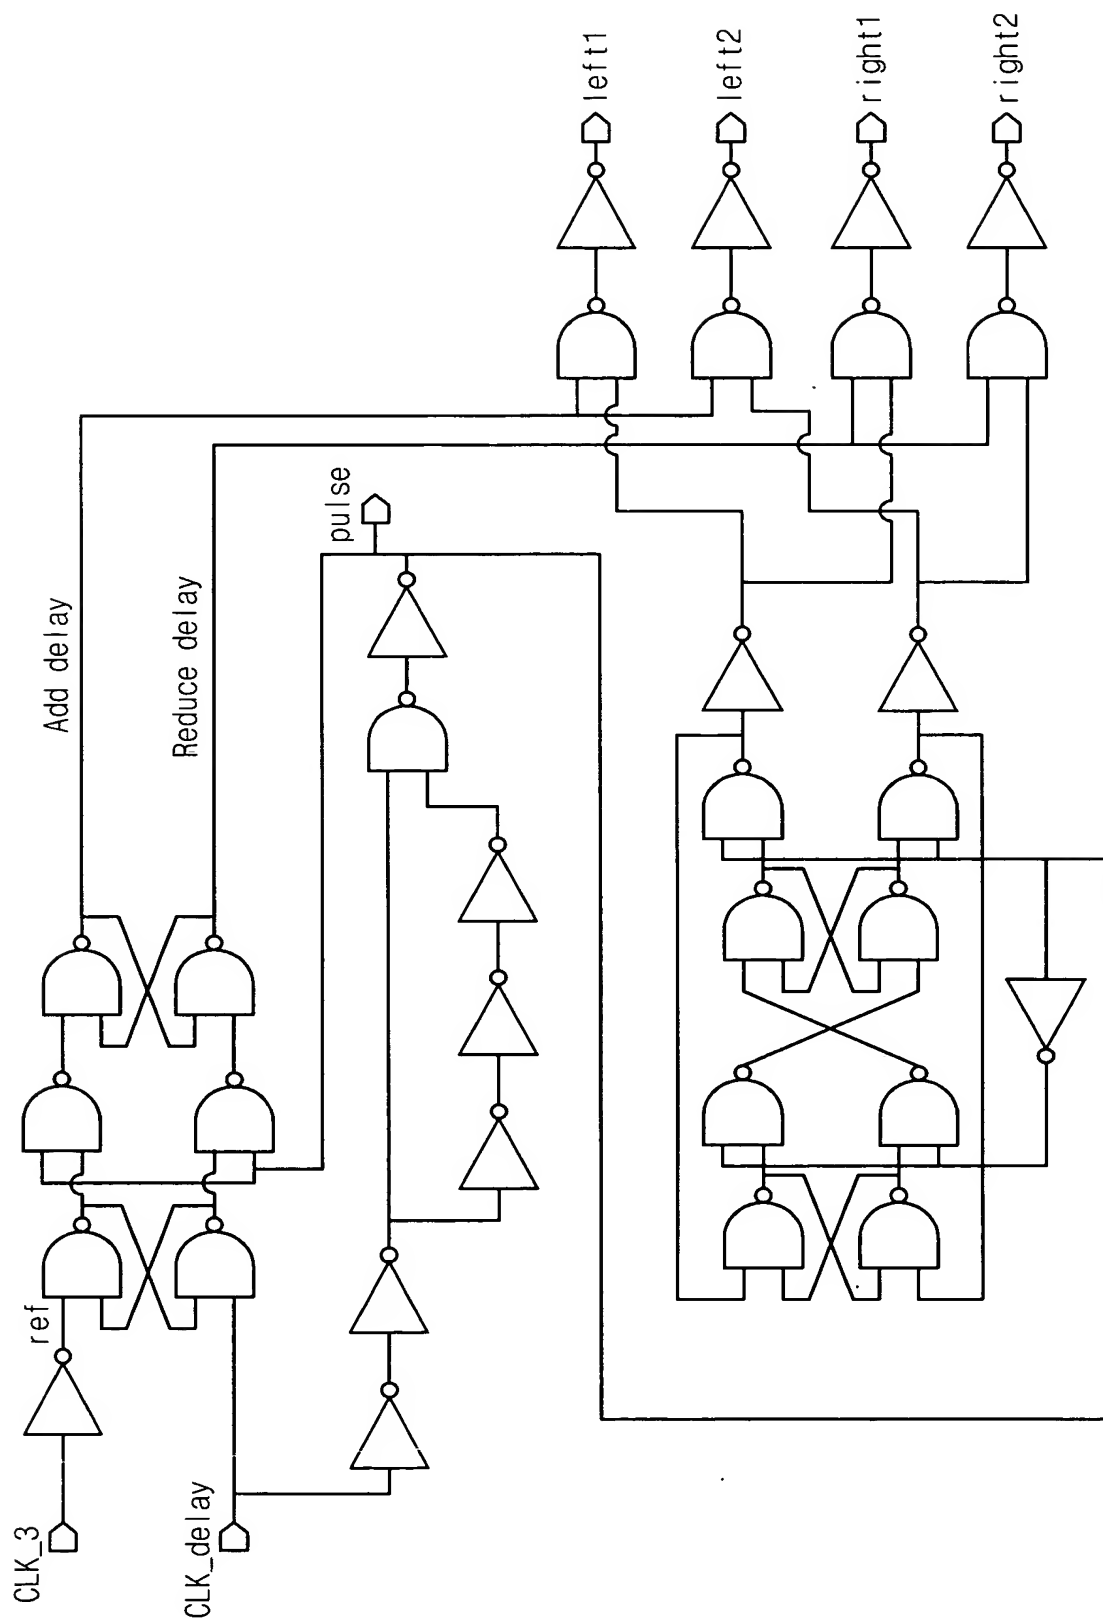 CLK_3
ref
Add delay
CLK_delay
Reduce delay
pulse
left1
left2
right1
right2